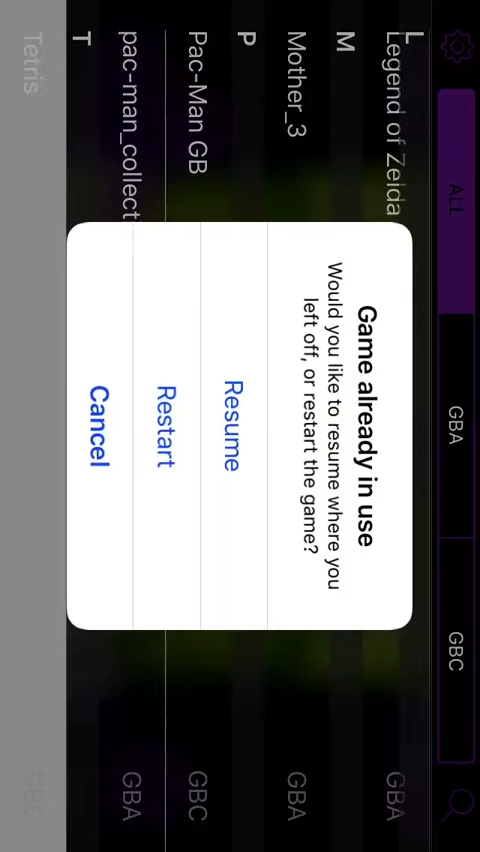 ALL
GBA
GBC
L
Legend of Zelda
GBA
M
Mother_3
GBA
P
Pac-Man GB
GBC
pac-man_collect
GBA
T
Tetris
GBC
Game already in use
Would you like to resume where you
left off, or restart the game?
Resume
Restart
Cancel